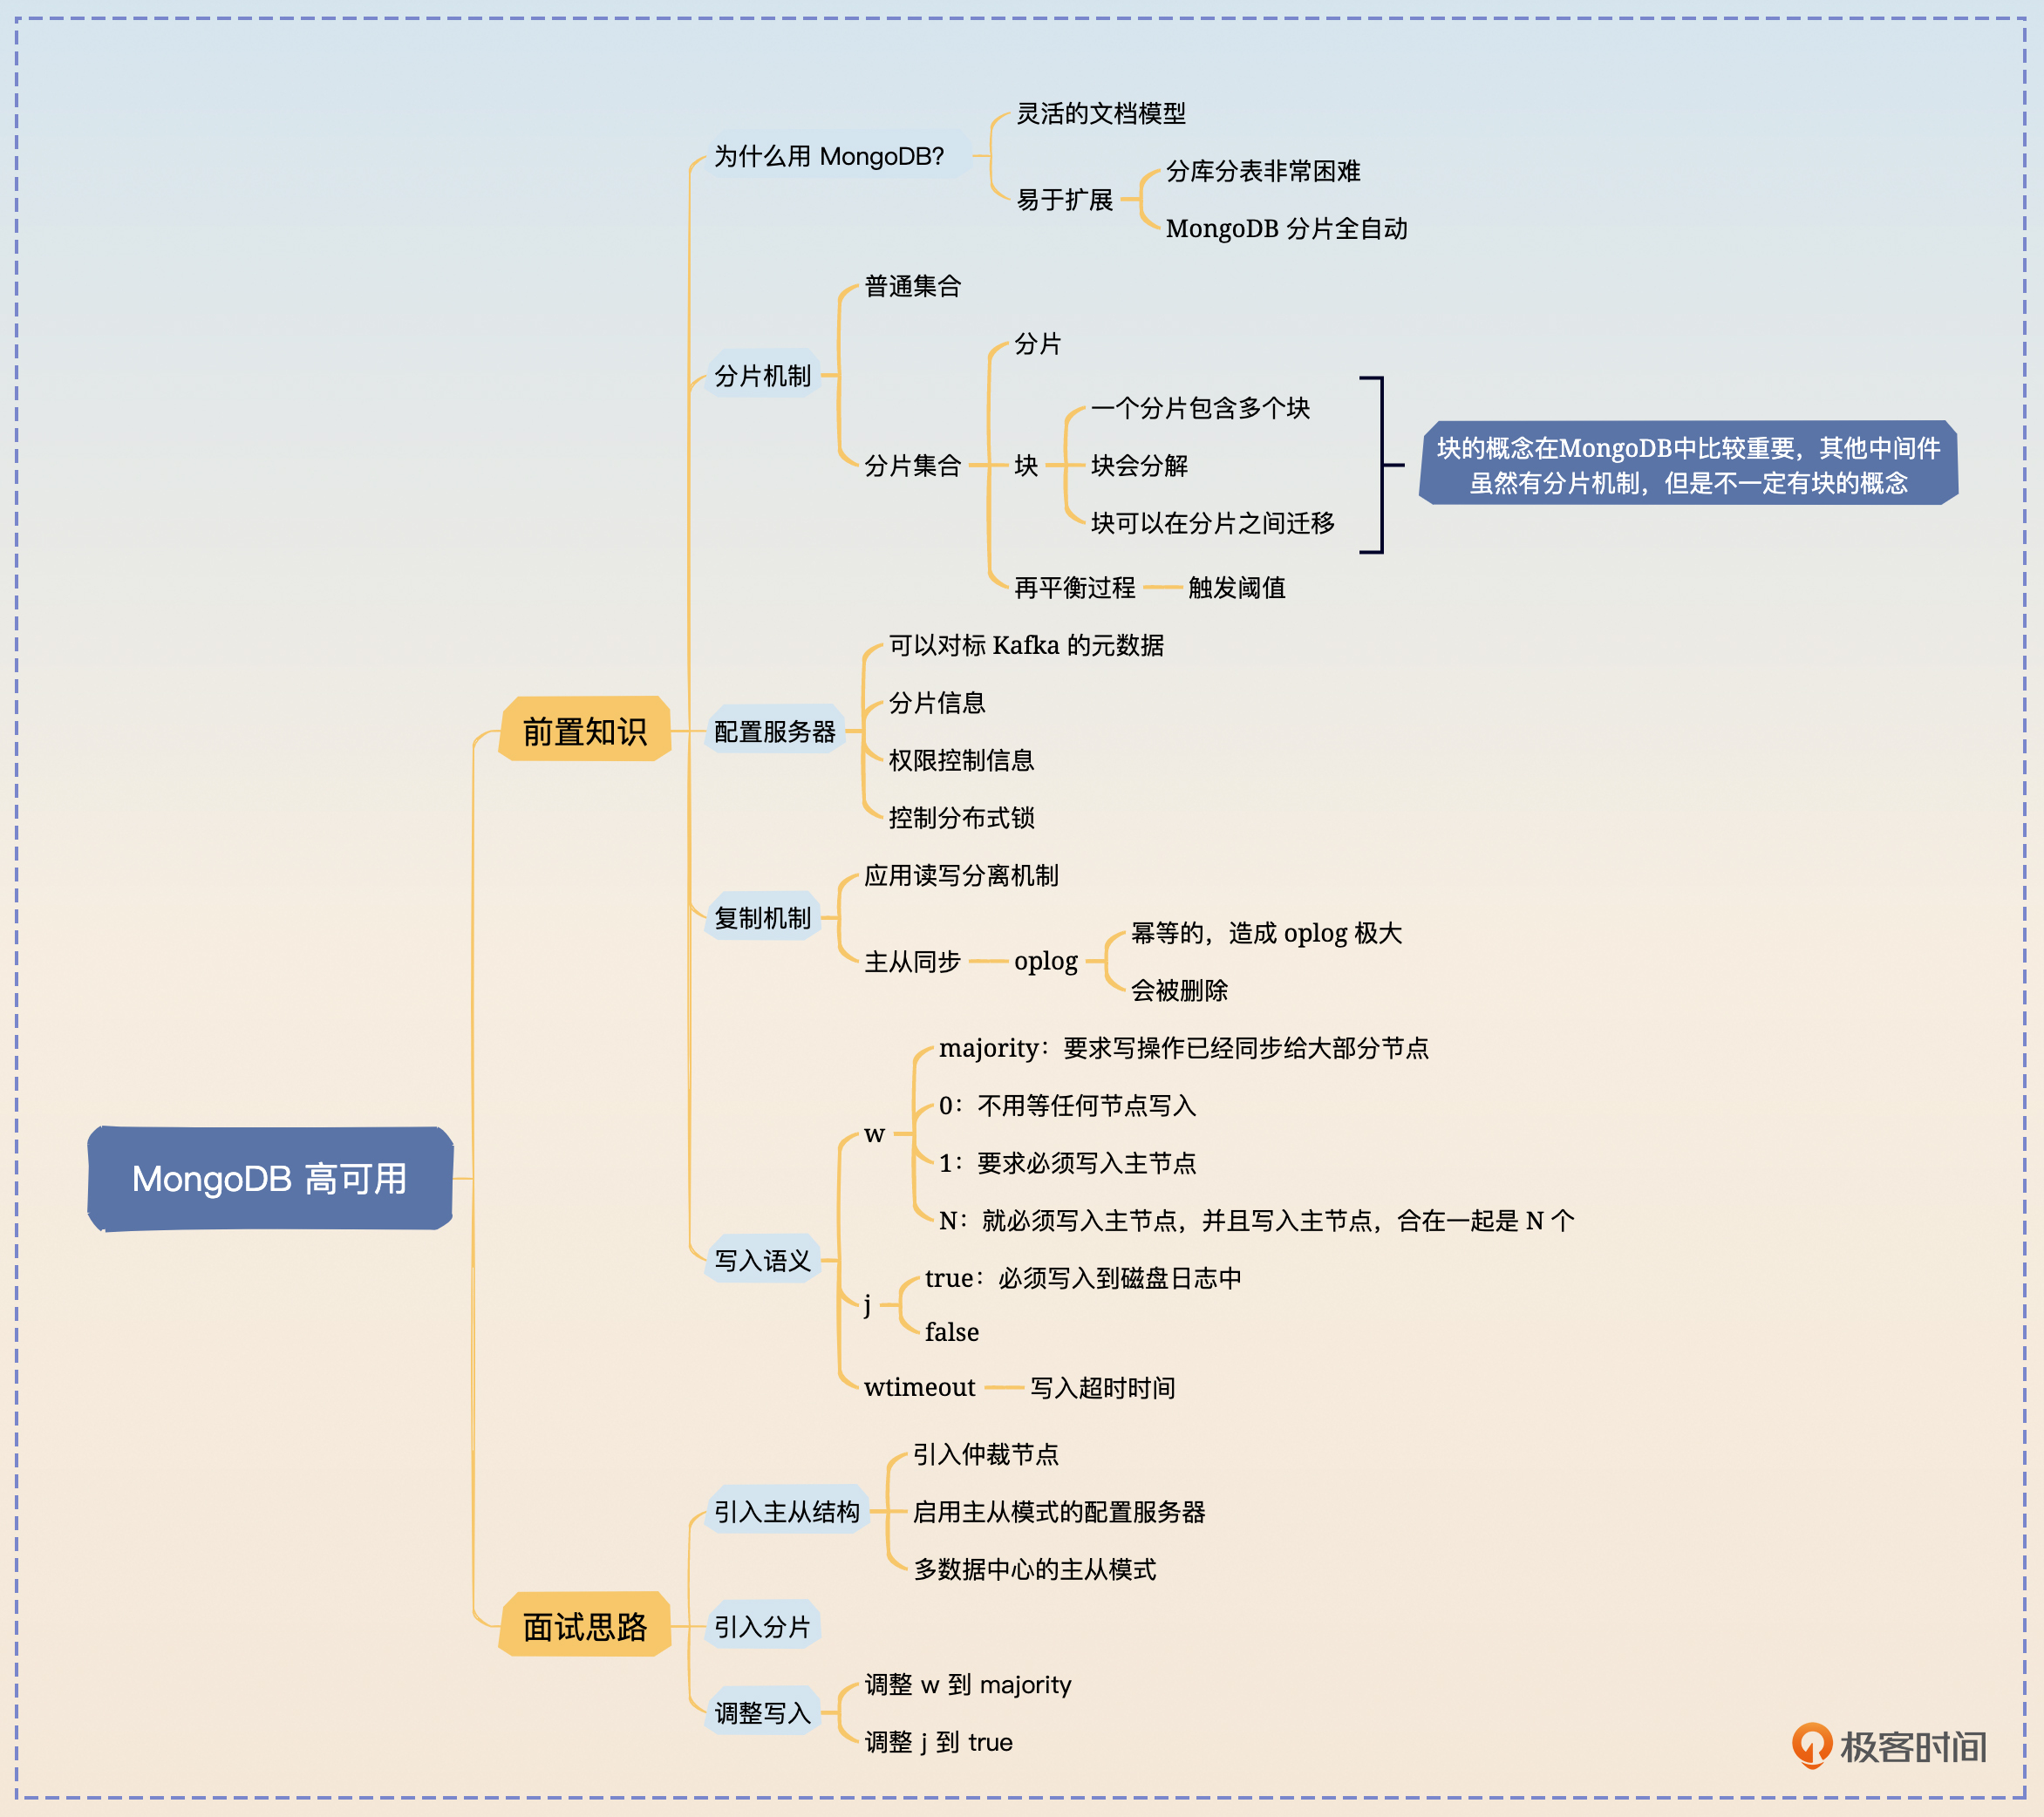 MongoDB 高可用
前置知识
为什么用 MongoDB?
灵活的文档模型
易于扩展
分库分表非常困难
MongoDB 分片全自动
分片机制
普通集合
分片集合
分片
块
一个分片包含多个块
块会分解
块可以在分片之间迁移
块的概念在MongoDB中比较重要，其他中间件
虽然有分片机制，但是不一定有块的概念
再平衡过程
触发阈值
配置服务器
可以对标 Kafka 的元数据
分片信息
权限控制信息
控制分布式锁
复制机制
应用读写分离机制
主从同步
oplog
幂等的，造成 oplog 极大
会被删除
写入语义
w
majority：要求写操作已经同步给大部分节点
0：不用等任何节点写入
1：要求必须写入主节点
N：就必须写入主节点，并且写入主节点，合在一起是 N 个
j
true：必须写入到磁盘日志中
false
wtimeout
写入超时时间
面试思路
引入主从结构
引入仲裁节点
启用主从模式的配置服务器
多数据中心的主从模式
引入分片
调整写入
调整 w 到 majority
调整 j 到 true
极客时间